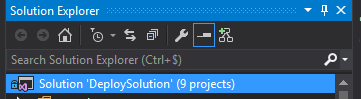 Solution Explorer
Search Solution Explorer (Ctrl+$)
Solution 'DeploySolution' (9 projects)